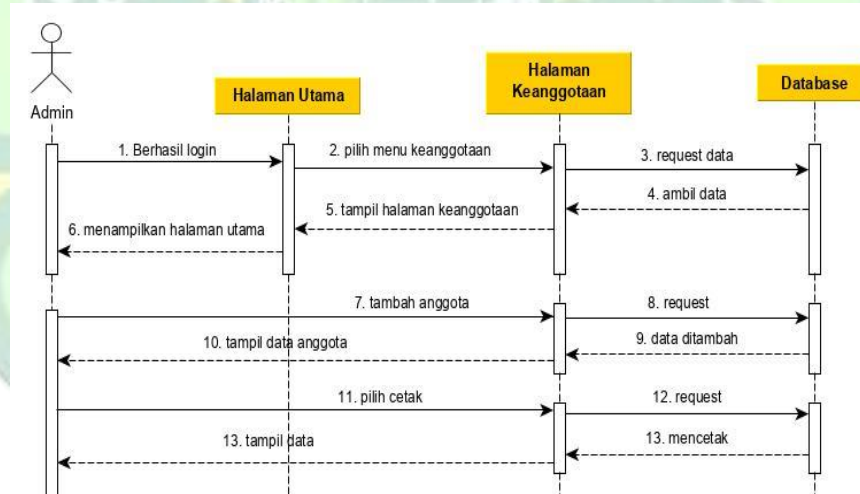 Admin
Halaman Utama
Halaman
Keanggotaan
Database
1. Berhasil login
2. pilih menu keanggotaan
3. request data
4. ambil data
5. tampil halaman keanggotaan
6. menampilkan halaman utama
7. tambah anggota
8. request
9. data ditambah
10. tampil data anggota
11. pilih cetak
12. request
13. mencetak
13. tampil data